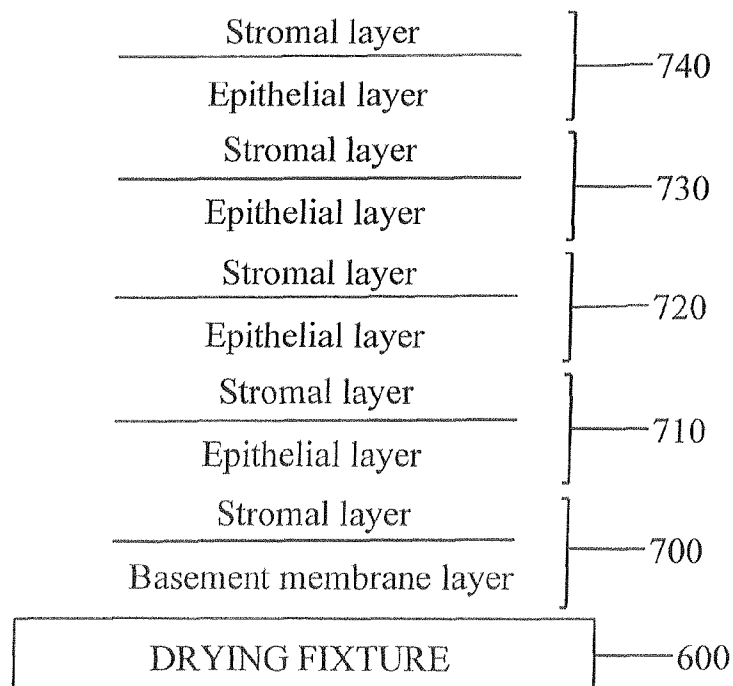 Stromal layer
740
Epithelial layer
Stromal layer
730
Epithelial layer
Stromal layer
720
Epithelial layer
Stromal layer
710
Epithelial layer
Stromal layer
700
Basement membrane layer
DRYING FIXTURE
600